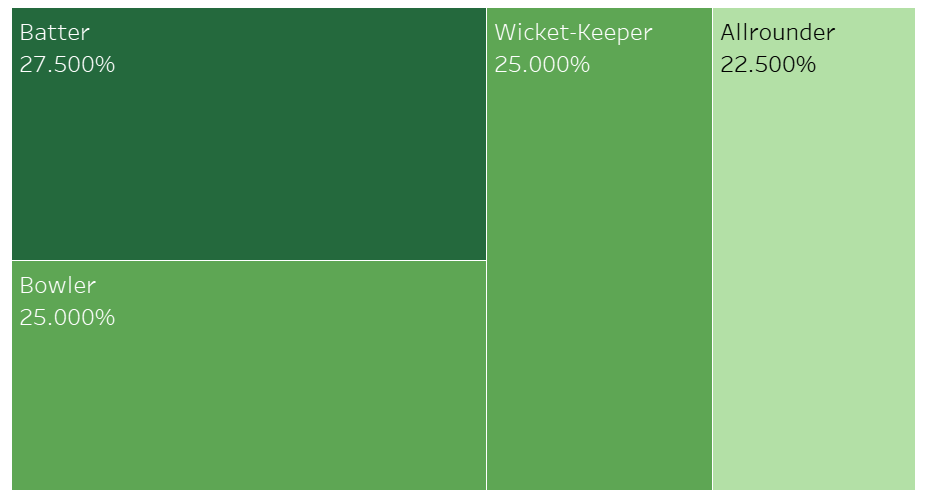 Batter
27.500%
Bowler
25.000%
Wicket-Keeper
25.000%
Allrounder
22.500%